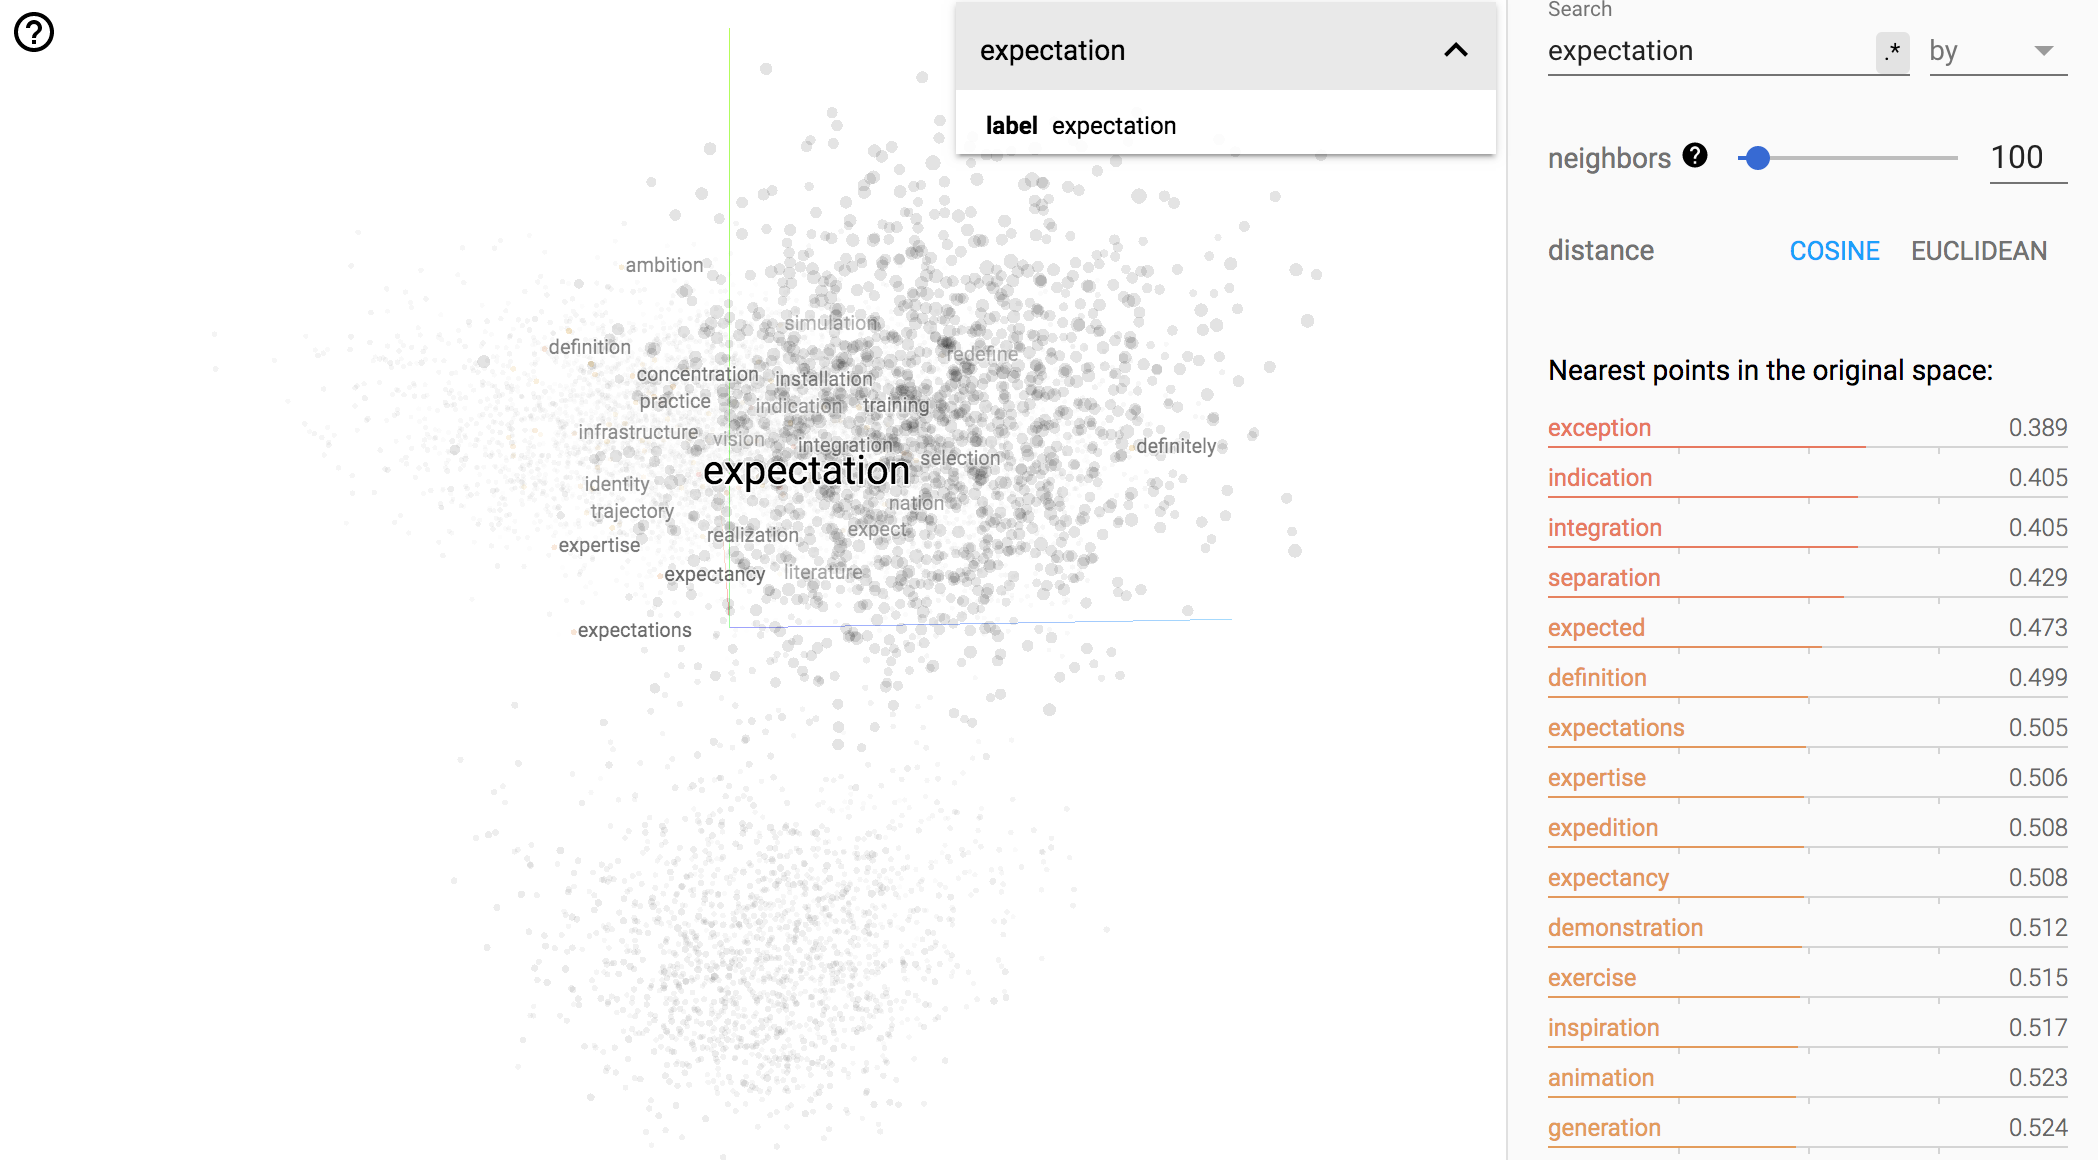 ?
expectation
label expectation
ambition
simulation
definition
redefine
concentration
installation
practice
indication
training
infrastructure
vision
integration
definitely
selection
expectation
identity
nation
trajectory
expect
realization
expertise
expectancy
literature
expectations
Search
expectation .* by
neighbors ? 100
distance COSINE EUCLIDEAN
Nearest points in the original space:
exception 0.389
indication 0.405
integration 0.405
separation 0.429
expected 0.473
definition 0.499
expectations 0.505
expertise 0.506
expedition 0.508
expectancy 0.508
demonstration 0.512
exercise 0.515
inspiration 0.517
animation 0.523
generation 0.524